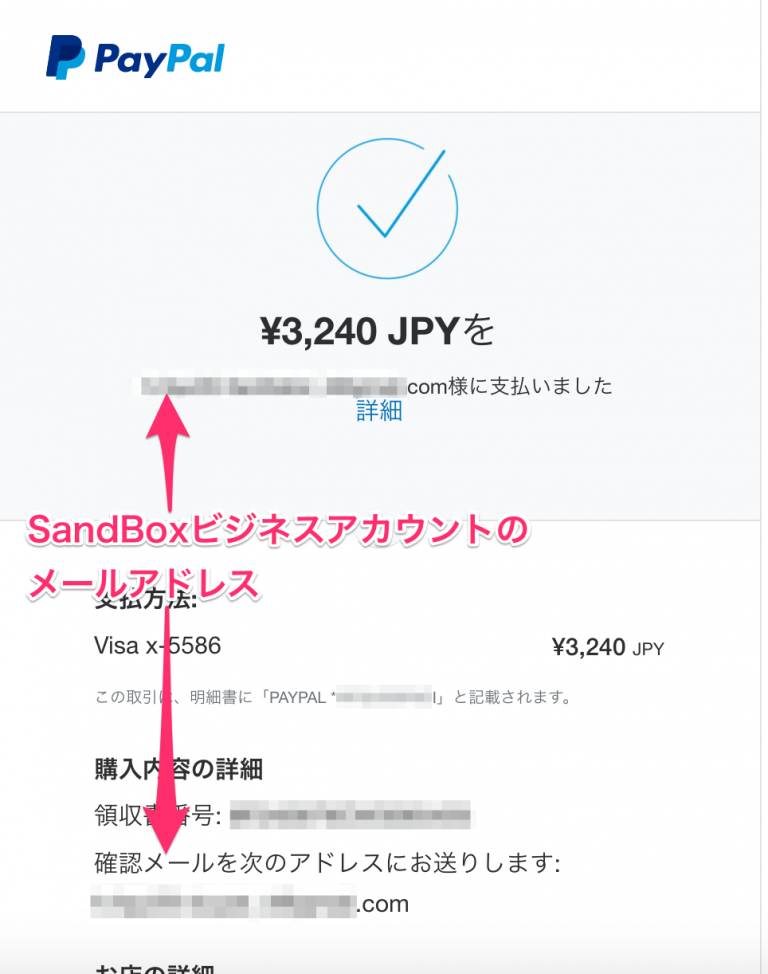 PayPal
¥3,240 JPYを
com様に支払いました
詳細
SandBoxビジネスアカウントの
メールアドレス
支払方法:
Visa x-5586 ¥3,240 JPY
この取引は、明細書に「PAYPAL *l」と記載されます。
購入内容の詳細
領収書番号:
確認メールを次のアドレスにお送りします:
.com
お店の詳細